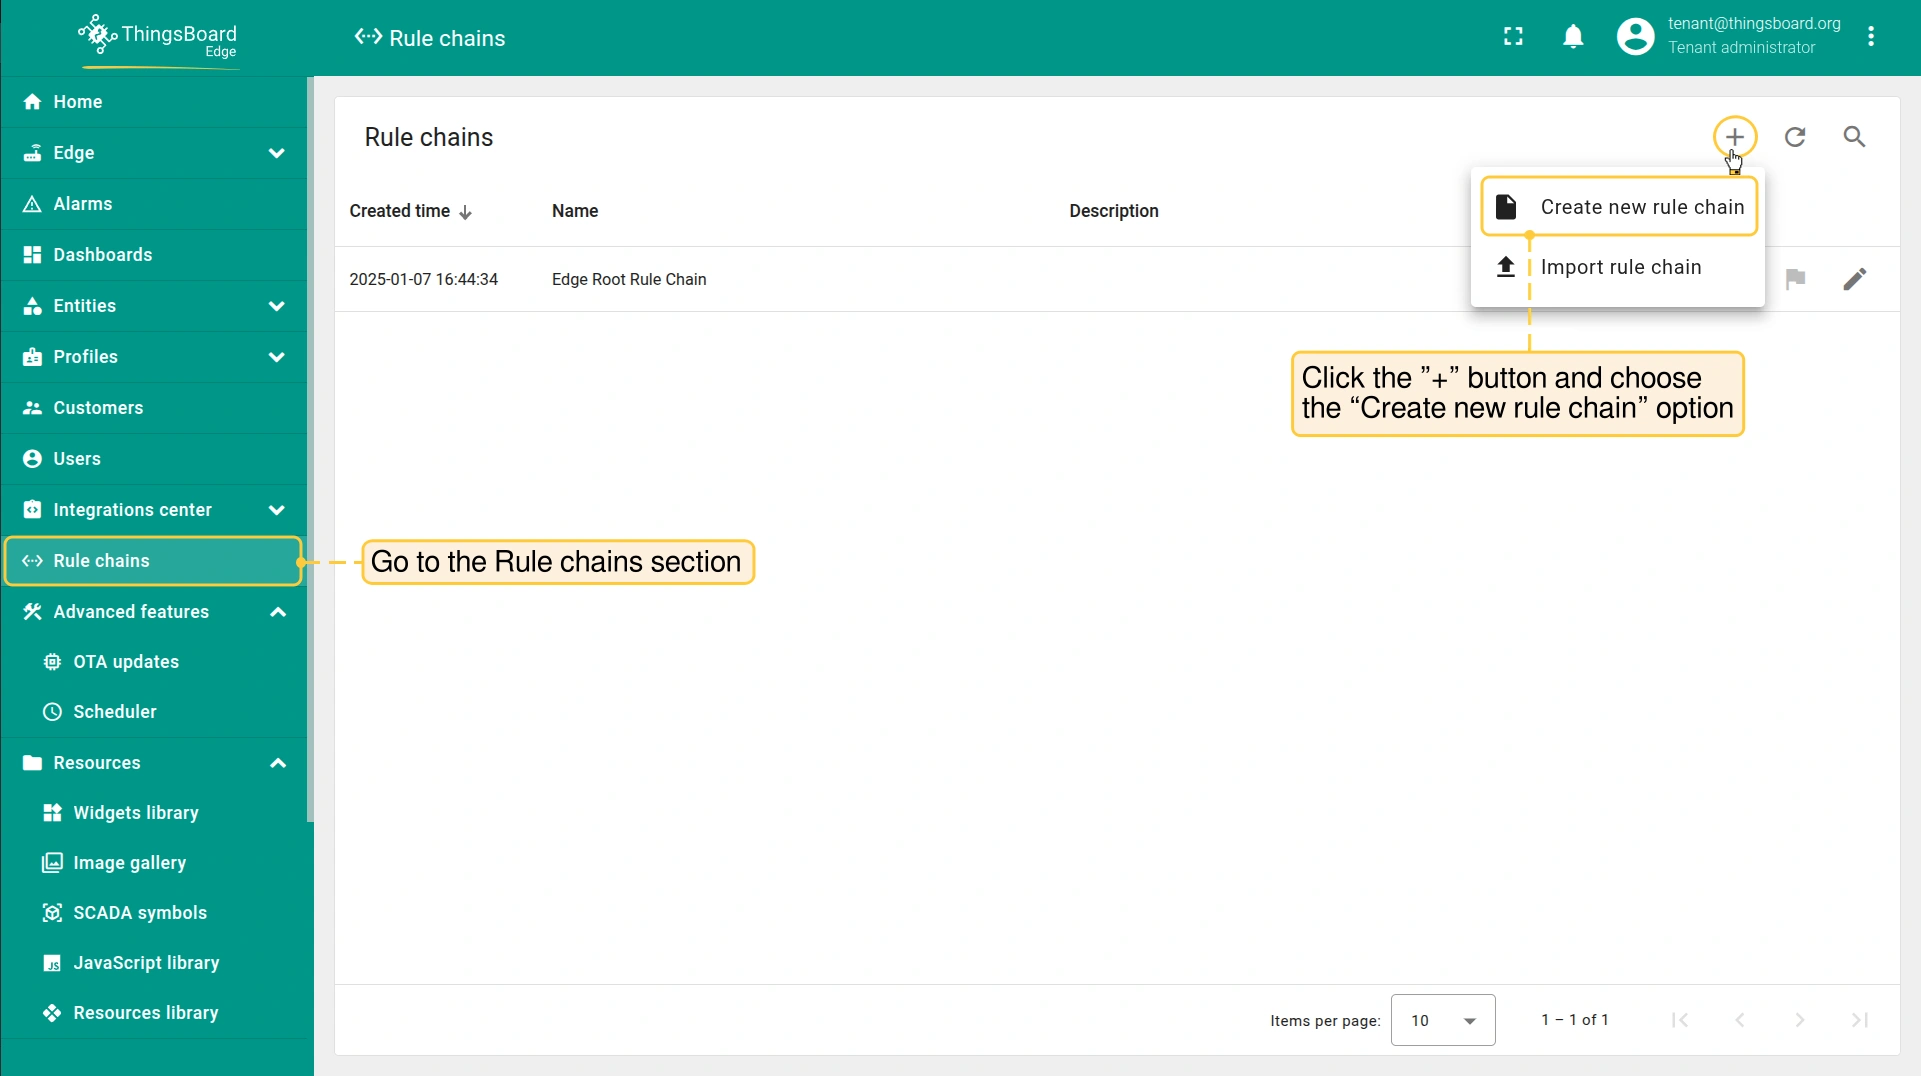 ThingsBoard
Edge
Rule chains
tenant@thingsboard.org
Tenant administrator
Home
Edge
Alarms
Dashboards
Entities
Profiles
Customers
Users
Integrations center
Rule chains
Advanced features
OTA updates
Scheduler
Resources
Widgets library
Image gallery
SCADA symbols
JS
JavaScript library
Resources library
Rule chains
Created time
Name
Description
2025-01-07 16:44:34
Edge Root Rule Chain
Create new rule chain
Import rule chain
Click the ”+” button and choose
the “Create new rule chain” option
Go to the Rule chains section
Items per page:
10
1 – 1 of 1